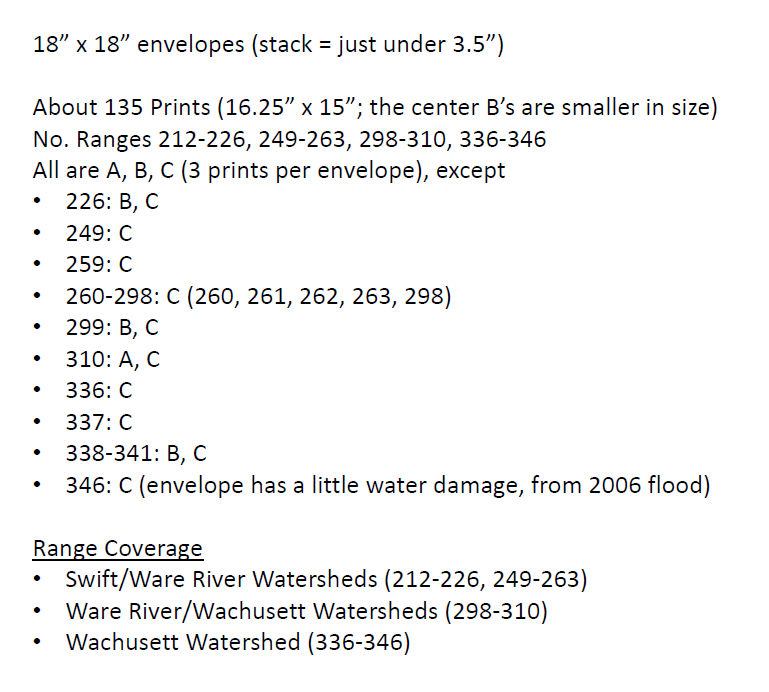 18” x 18” envelopes (stack = just under 3.5”)
About 135 Prints (16.25” x 15”; the center B’s are smaller in size)
No. Ranges 212-226, 249-263, 298-310, 336-346
All are A, B, C (3 prints per envelope), except
• 226: B, C
• 249: C
• 259: C
• 260-298: C (260, 261, 262, 263, 298)
• 299: B, C
• 310: A, C
• 336: C
• 337: C
• 338-341: B, C
• 346: C (envelope has a little water damage, from 2006 flood)
Range Coverage
• Swift/Ware River Watersheds (212-226, 249-263)
• Ware River/Wachusett Watersheds (298-310)
• Wachusett Watershed (336-346)